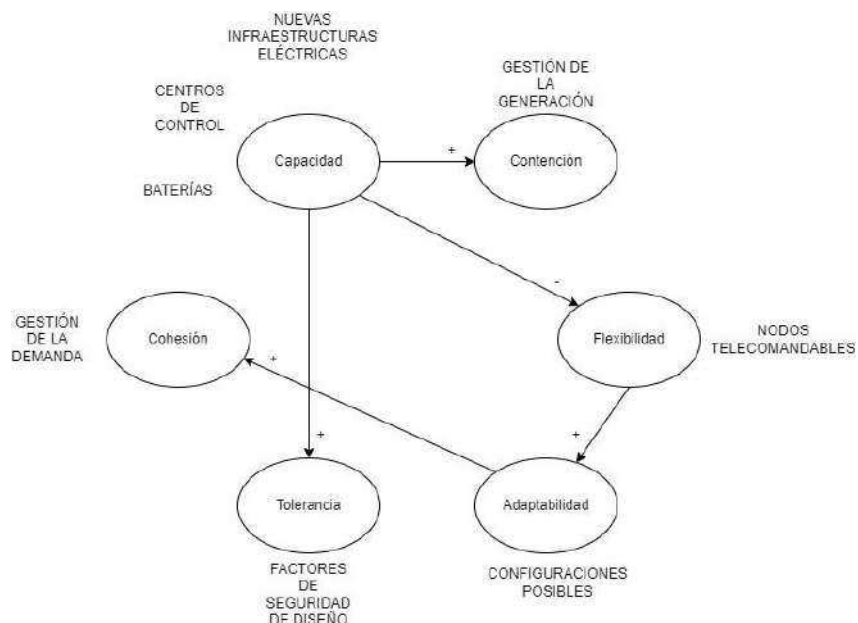 NUEVAS
INFRAESTRUCTURAS
ELÉCTRICAS
CENTROS
DE
CONTROL
GESTIÓN DE
LA
GENERACIÓN
Capacidad
+
Contención
BATERÍAS
-
GESTIÓN
DE LA
DEMANDA
Cohesión
+
Flexibilidad
NODOS
TELECOMANDABLES
+
+
Tolerancia
Adaptabilidad
FACTORES
DE
SEGURIDAD
DE DISEÑO
CONFIGURACIONES
POSIBLES